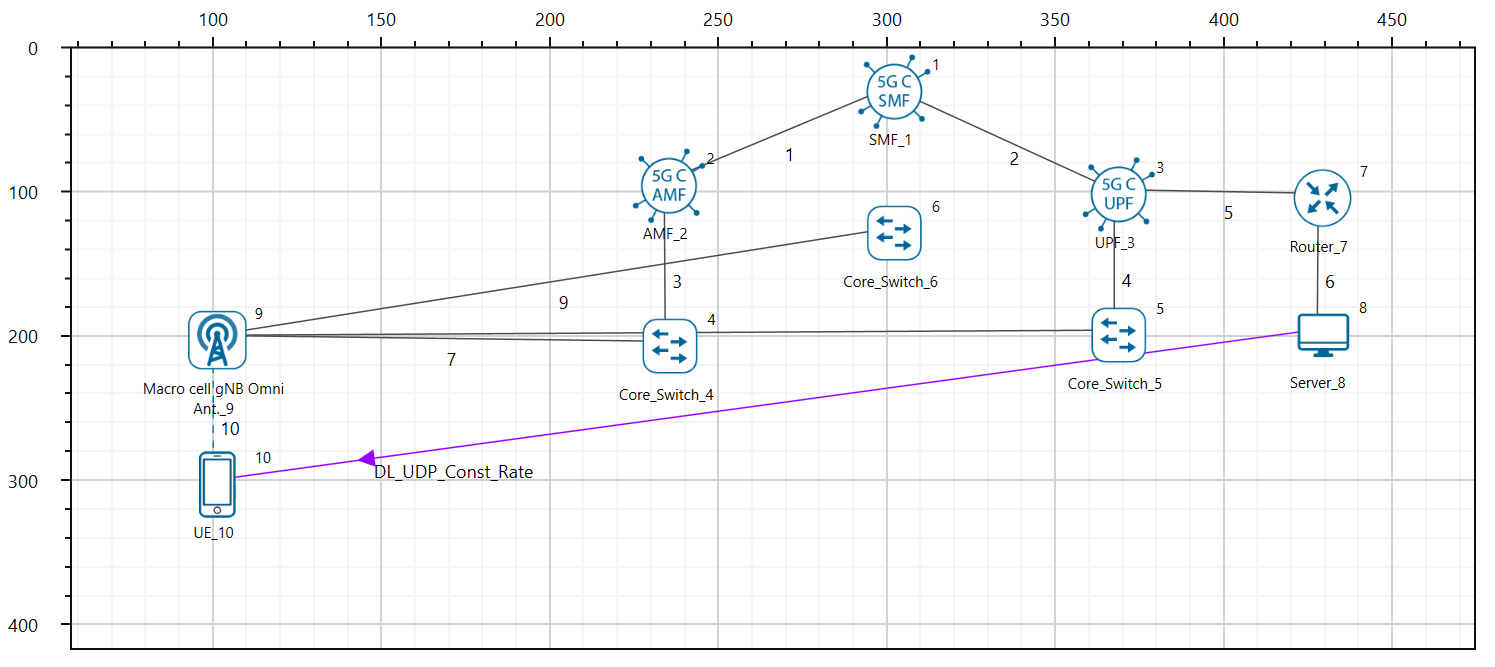 100 150 200 250 300 350 400 450
0
5G C
SMF
1
SMF_1
1
2
100
5G C
AMF
2
AMF_2
5G C
UPF
3
UPF_3
7
5
Router_7
6
Core_Switch_6
3
4
6
9
200
9
4
5
8
7
Macro cell gNB Omni
Ant._9
Core_Switch_4
Core_Switch_5
Server_8
10
10
DL_UDP_Const_Rate
300
UE_10
400